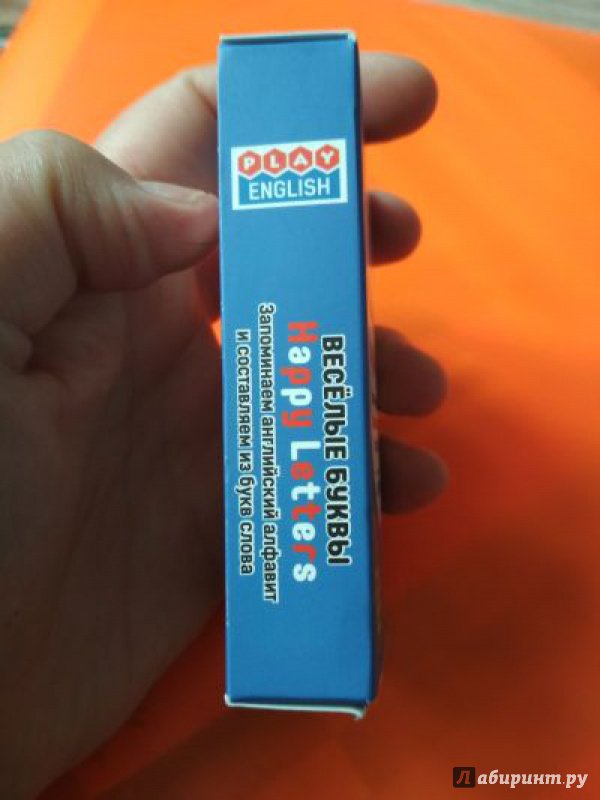 PLAY
ENGLISH
ВЕСЁЛЫЕ БУКВЫ
Happy Letters
Запоминаем английский алфавит
и составляем из букв слова
Лабиринт.ру